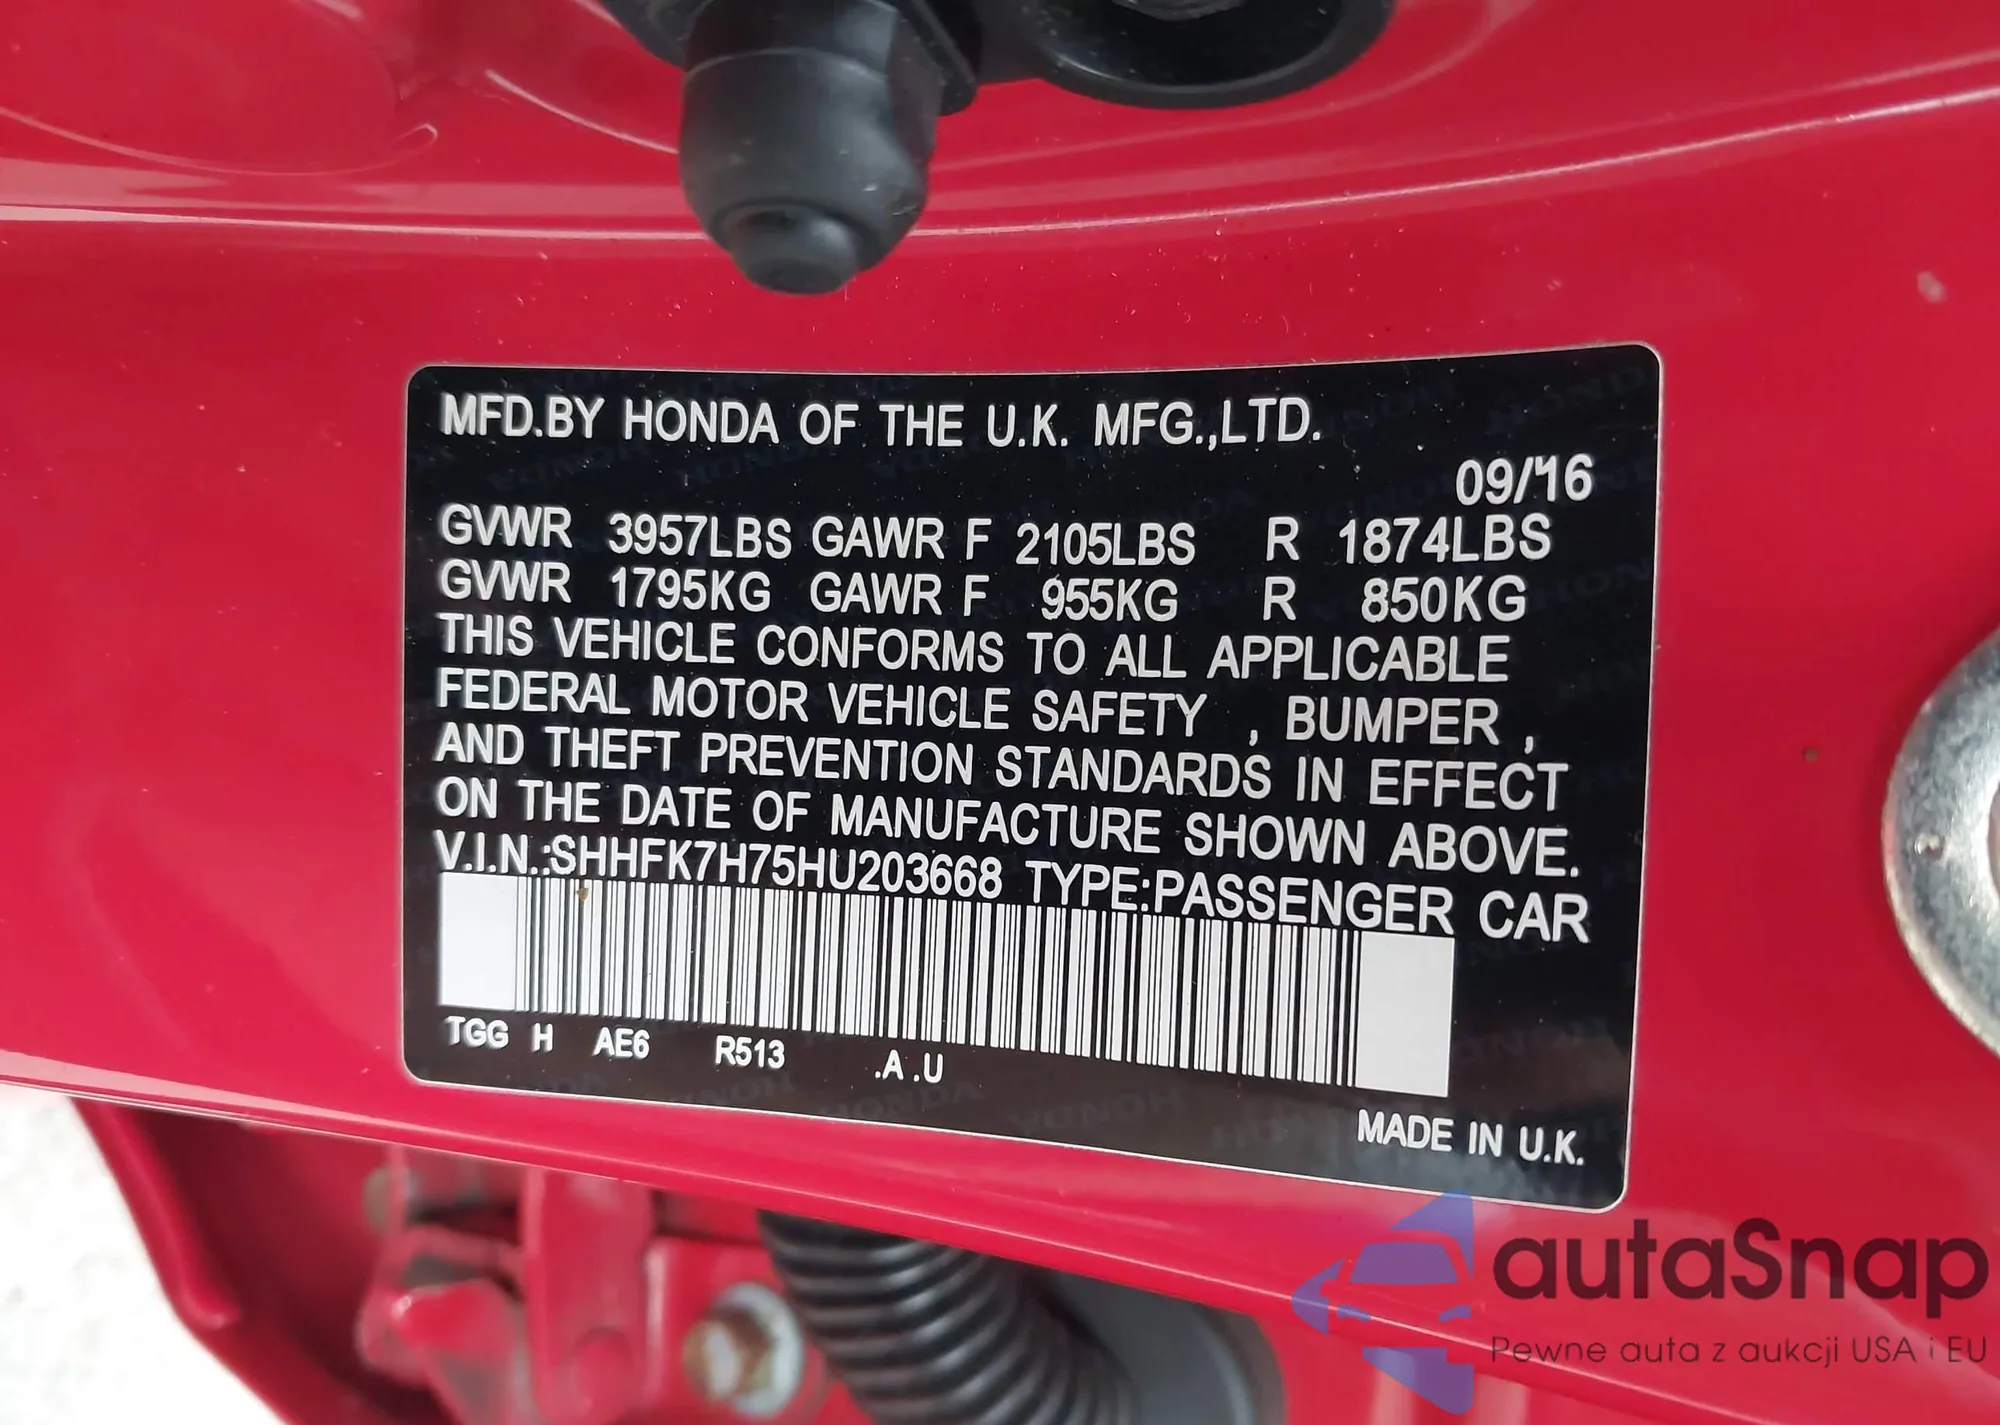 MFD.BY HONDA OF THE U.K. MFG.,LTD.
09/16
GVWR 3957LBS GAWR F 2105LBS R 1874LBS
GVWR 1795KG GAWR F 955KG R 850KG
THIS VEHICLE CONFORMS TO ALL APPLICABLE
FEDERAL MOTOR VEHICLE SAFETY , BUMPER ,
AND THEFT PREVENTION STANDARDS IN EFFECT
ON THE DATE OF MANUFACTURE SHOWN ABOVE.
V.I.N.:SHHFK7H75HU203668 TYPE:PASSENGER CAR
TGG H AE6 R513 .A .U
MADE IN U.K.
autaSnap
Pewne auta z aukcji USA i EU